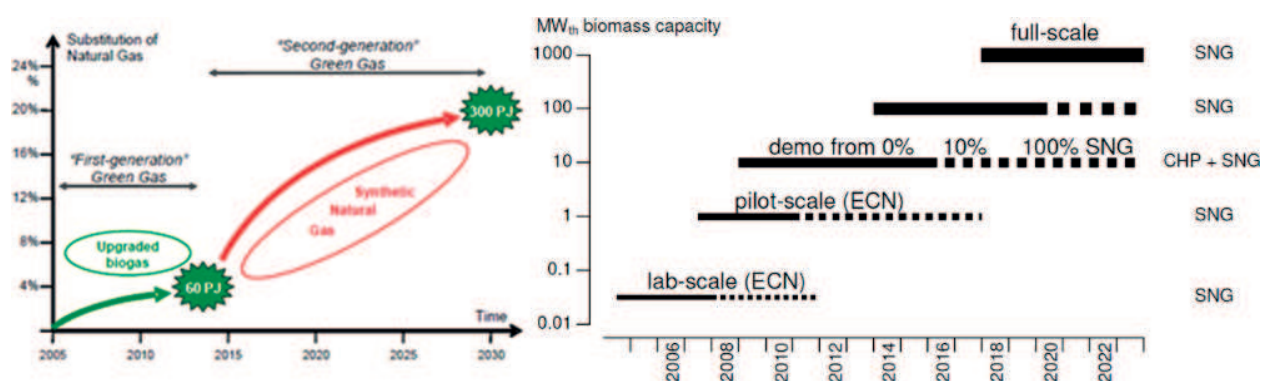 Substitution of
Natural Gas
24%
%
20%
16%
12%
8%
4%
"Second-generation"
Green Gas
"First-generation"
Green Gas
300 PJ
Synthetic
Natural
Gas
Upgraded
biogas
60 PJ
Time
2005
2010
2015
2020
2025
2030
MWth biomass capacity
1000
100
10
1
0.1
0.01
full-scale
SNG
SNG
demo from 0% 10% 100% SNG
CHP + SNG
pilot-scale (ECN)
SNG
lab-scale (ECN)
SNG
2006
2008
2010
2012
2014
2016
2018
2020
2022